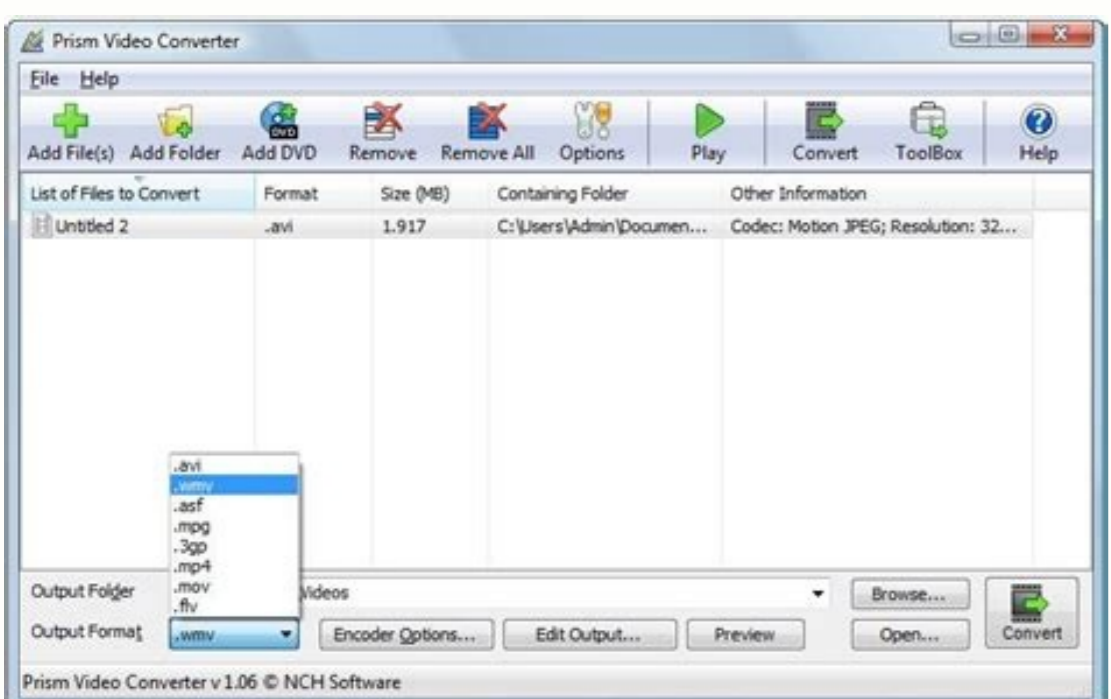 Prism Video Converter
File Help
Add File(s) Add Folder Add DVD Remove Remove All Options Play Convert ToolBox Help
DVD
List of Files to Convert Format Size (MB) Containing Folder Other Information
Untitled 2 .avi 1.917 C:\Users\Admin\Documen... Codec: Motion JPEG; Resolution: 32...
.avi
.wmv
.asf
.mpg
.3gp
.mp4
.mov
.flv
Output Folder Videos Browse...
Output Format .wmv Encoder Options... Edit Output... Preview Open... Convert
Prism Video Converter v 1.06 © NCH Software